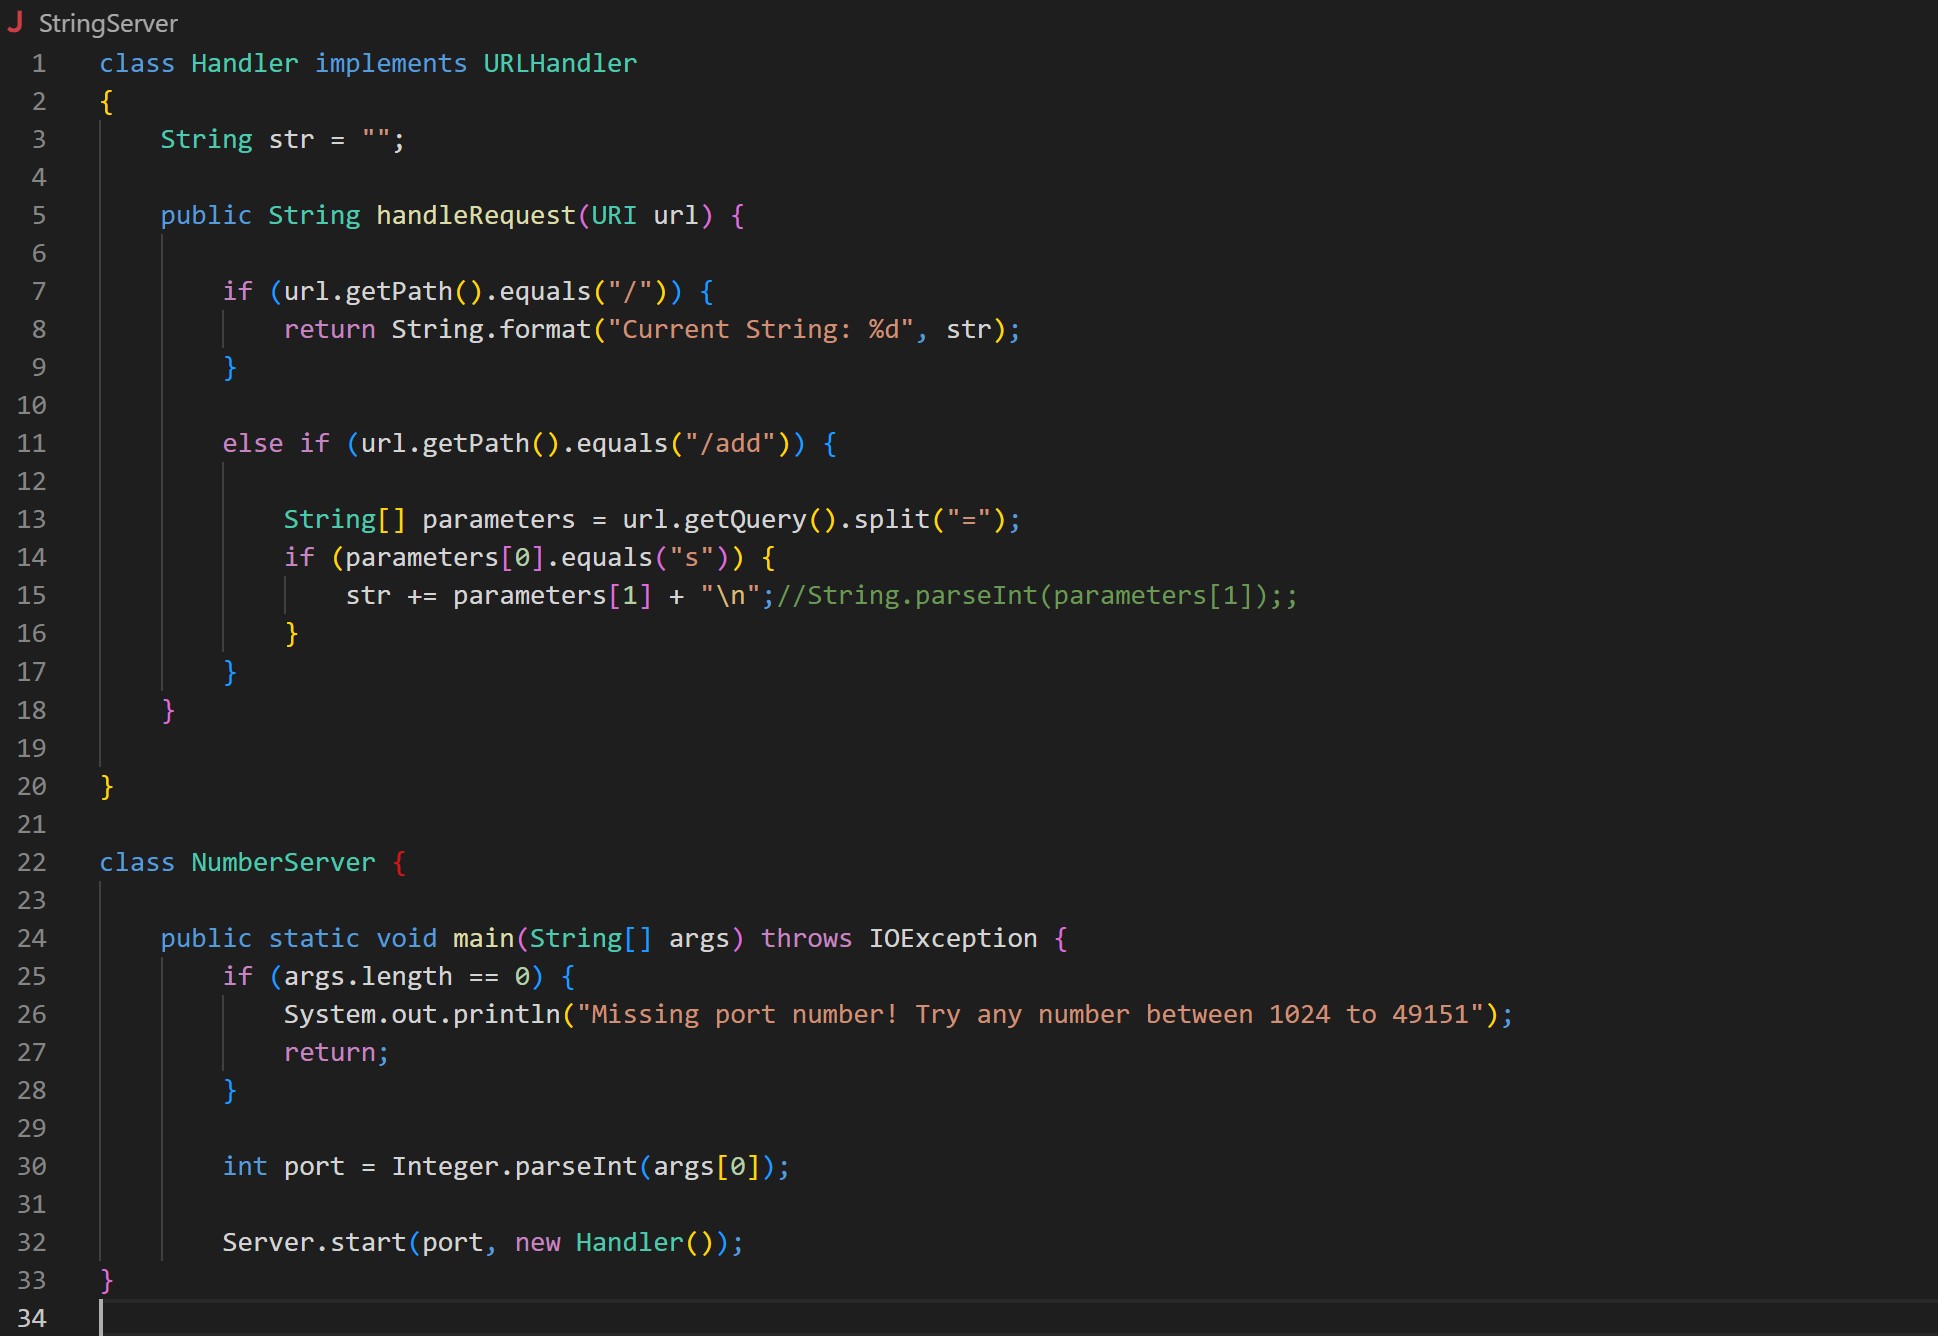 J StringServer
1 class Handler implements URLHandler
2 {
3     String str = "";
4
5     public String handleRequest(URI url) {
6
7         if (url.getPath().equals("/")) {
8             return String.format("Current String: %d", str);
9         }
10
11         else if (url.getPath().equals("/add")) {
12
13             String[] parameters = url.getQuery().split("=");
14             if (parameters[0].equals("s")) {
15                 str += parameters[1] + "\n";//String.parseInt(parameters[1]);;
16             }
17         }
18     }
19
20 }
21
22 class NumberServer {
23
24     public static void main(String[] args) throws IOException {
25         if (args.length == 0) {
26             System.out.println("Missing port number! Try any number between 1024 to 49151");
27             return;
28         }
29
30         int port = Integer.parseInt(args[0]);
31
32         Server.start(port, new Handler());
33 }
34